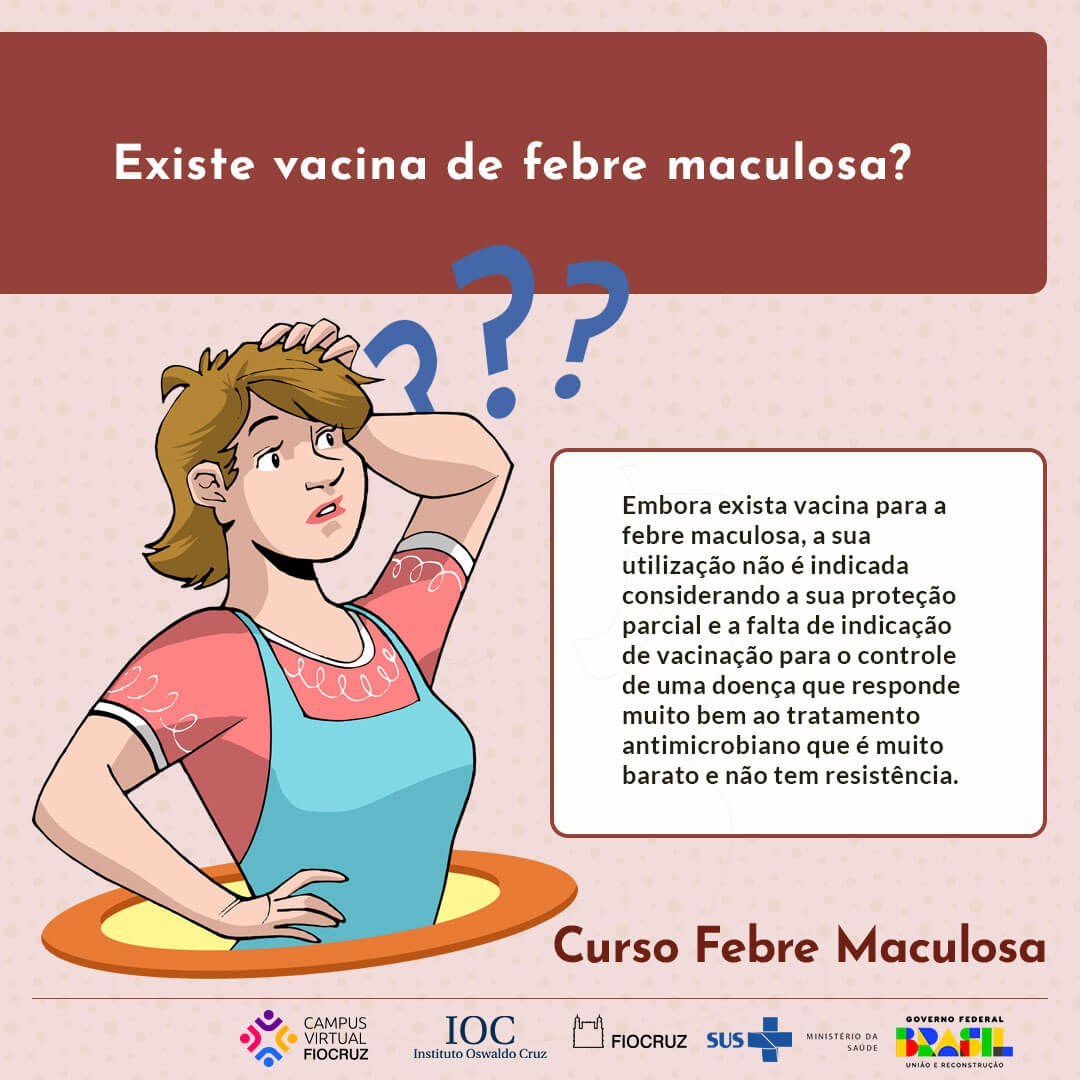 Existe vacina de febre maculosa?
???
Embora exista vacina para a
febre maculosa, a sua
utilização não é indicada
considerando a sua proteção
parcial e a falta de indicação
de vacinação para o controle
de uma doença que responde
muito bem ao tratamento
antimicrobiano que é muito
barato e não tem resistência.
Curso Febre Maculosa
CAMPUS
VIRTUAL
FIOCRUZ
IOC
Instituto Oswaldo Cruz
FIOCRUZ
SUS
MINISTÉRIO DA
SAÚDE
GOVERNO FEDERAL
BRASIL
UNIÃO E RECONSTRUÇÃO